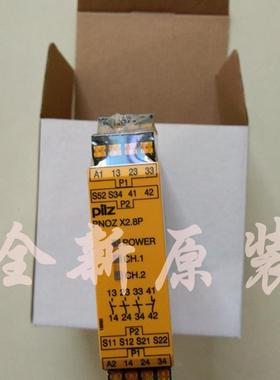 A1 13 23 33
P1
S52 S34 41 42
P2
pilz
PNOZ X2.8P
POWER
CH.1
CH.2
全新原装
13 23 33 41
14 24 34 42
P2
S11 S12 S21 S22
P1
A2 14 24 34